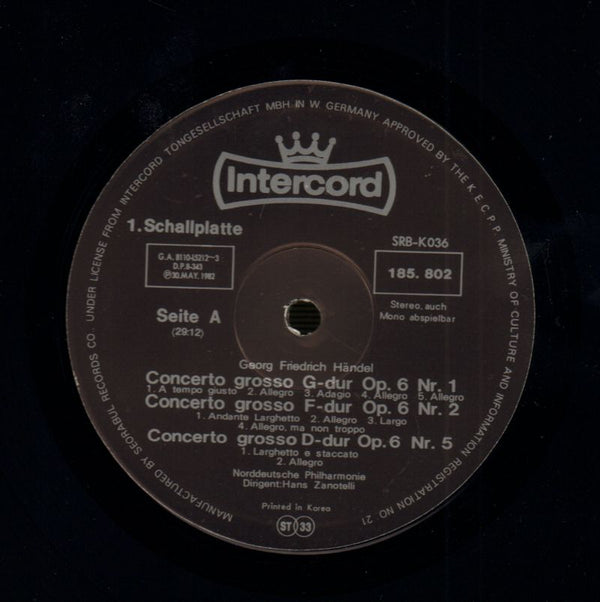 MANUFACTURED BY SEORABUL RECORDS CO. UNDER LICENSE FROM INTERCORD TONGESELLSCHAFT MBH. IN W. GERMANY APPROVED BY THE K.E.C.P.P. MINISTRY OF CULTURE AND INFORMATION REGISTRATION NO 21
Intercord
1. Schallplatte
SRB-K036
G.A. 8110-15212-3
D.P.8-343
Ⓟ30.MAY. 1982
185. 802
Seite A
(29:12)
Stereo, auch
Mono abspielbar
Georg Friedrich Händel
Concerto grosso G-dur Op. 6 Nr. 1
1. A tempo giusto 2. Allegro 3. Adagio 4. Allegro 5. Allegro
Concerto grosso F-dur Op. 6 Nr. 2
1. Andante Larghetto 2. Allegro 3. Largo
4. Allegro, ma non troppo
Concerto grosso D-dur Op. 6 Nr. 5
1. Larghetto e staccato
2. Allegro
Norddeutsche Philharmonie
Dirigent: Hans Zanotelli
Printed in Korea
ST 33